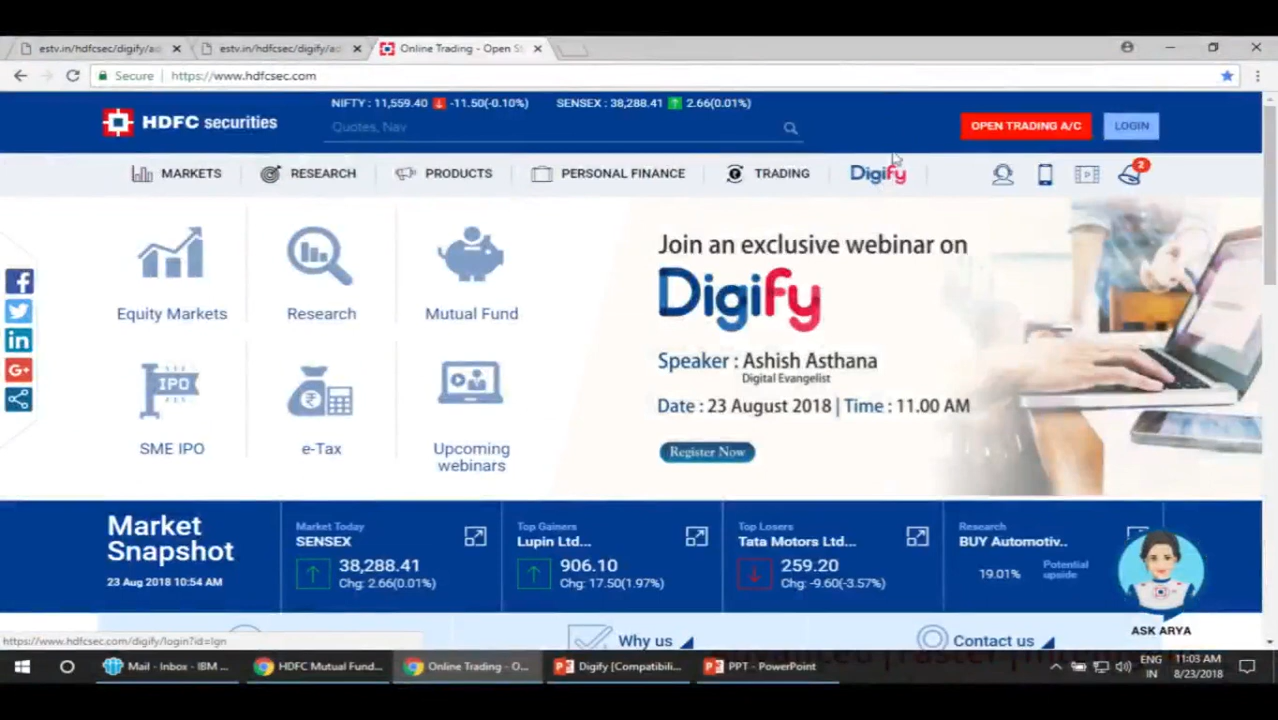 estv.in/hdfcsec/digify/ad
estv.in/hdfcsec/digify/ad
Online Trading - Open St
Secure
https://www.hdfcsec.com
NIFTY : 11,559.40 -11.50(-0.10%)
SENSEX : 38,288.41 2.66(0.01%)
HDFC securities
Quotes, Nav
OPEN TRADING A/C
LOGIN
MARKETS
RESEARCH
PRODUCTS
PERSONAL FINANCE
TRADING
Digify
2
Equity Markets
Research
Mutual Fund
IPO
SME IPO
e-Tax
Upcoming
webinars
Join an exclusive webinar on
Digify
Speaker : Ashish Asthana
Digital Evangelist
Date : 23 August 2018 | Time : 11.00 AM
Register Now
Market
Snapshot
23 Aug 2018 10:54 AM
Market Today
SENSEX
38,288.41
Chg: 2.66(0.01%)
Top Gainers
Lupin Ltd...
906.10
Chg: 17.50(1.97%)
Top Losers
Tata Motors Ltd...
259.20
Chg: -9.60(-3.57%)
Research
BUY Automotiv..
19.01%
Potential
upside
ASK ARYA
https://www.hdfcsec.com/digify/login?id=lgn
Why us
Contact us
Mail - Inbox - IBM ...
HDFC Mutual Fund...
Online Trading - O...
Digify [Compatibili...
PPT - PowerPoint
ENG
IN
11:03 AM
8/23/2018